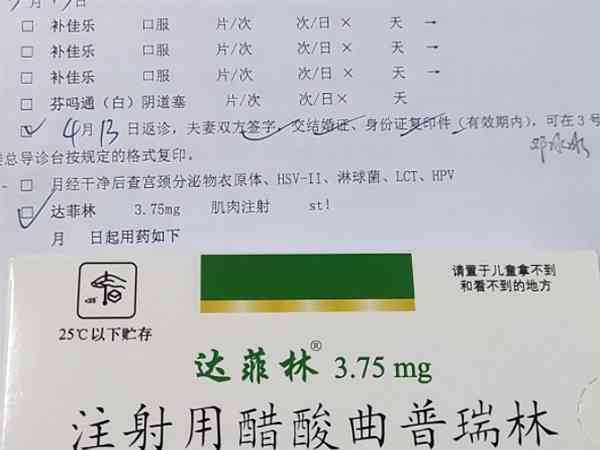 月 日
□ 补佳乐 口服 片/次 次/日 × 天 →
□ 补佳乐 口服 片/次 次/日 × 天 →
□ 补佳乐 口服 片/次 次/日 × 天 →
□ 芬吗通（白）阴道塞 片/次 次/日 × 天
☑ 4月13日返诊，夫妻双方签字，交结婚证、身份证复印件（有效期内），可在3号
总导诊台按规定的格式复印。
□ 月经干净后查宫颈分泌物衣原体、HSV-II、淋球菌、LCT、HPV
☑ 达菲林 3.75mg 肌肉注射 st!
月 日起用药如下
请置于儿童拿不到
和看不到的地方
<25°
25℃以下贮存
达菲林® 3.75 mg
注射用醋酸曲普瑞林